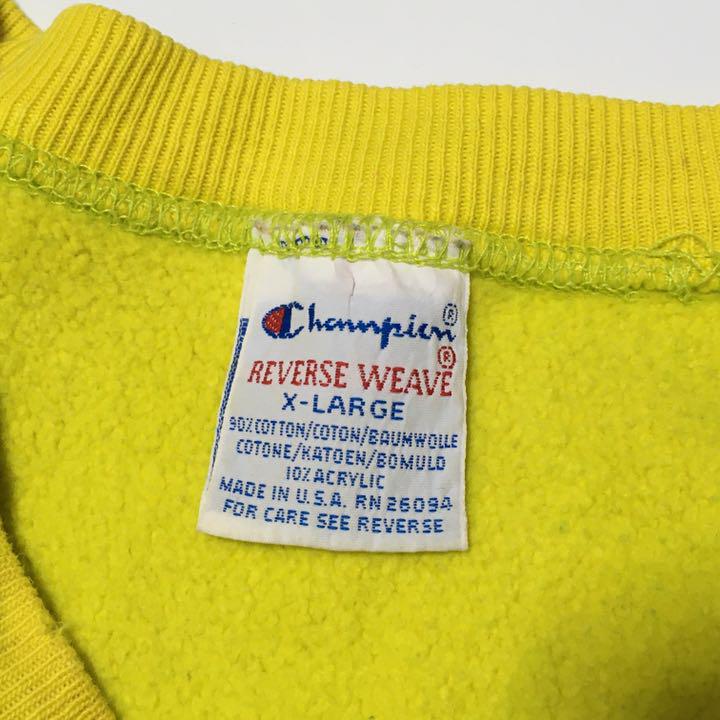 Champion®
REVERSE WEAVE®
X-LARGE
90% COTTON/COTON/BAUMWOLLE
COTONE/KATOEN/BOMULD
10% ACRYLIC
MADE IN U.S.A. RN 26094
FOR CARE SEE REVERSE